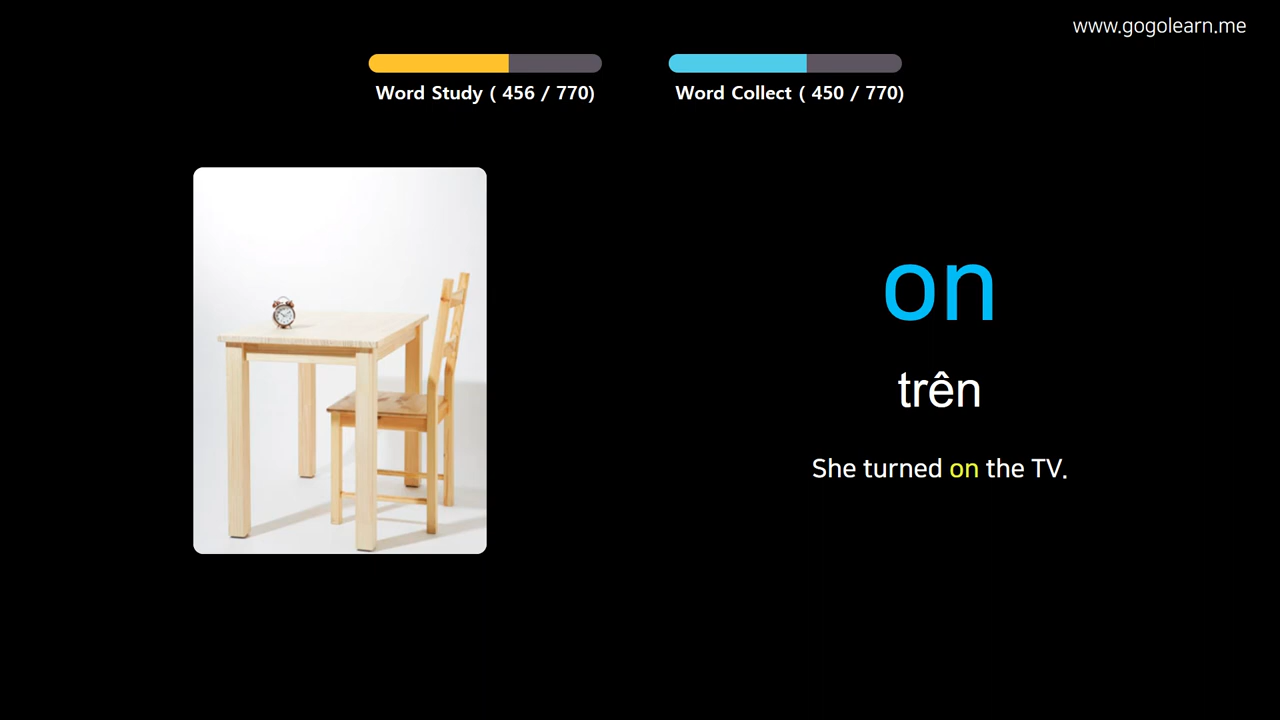 www.gogolearn.me
Word Study ( 456 / 770)
Word Collect ( 450 / 770)
on
trên
She turned on the TV.